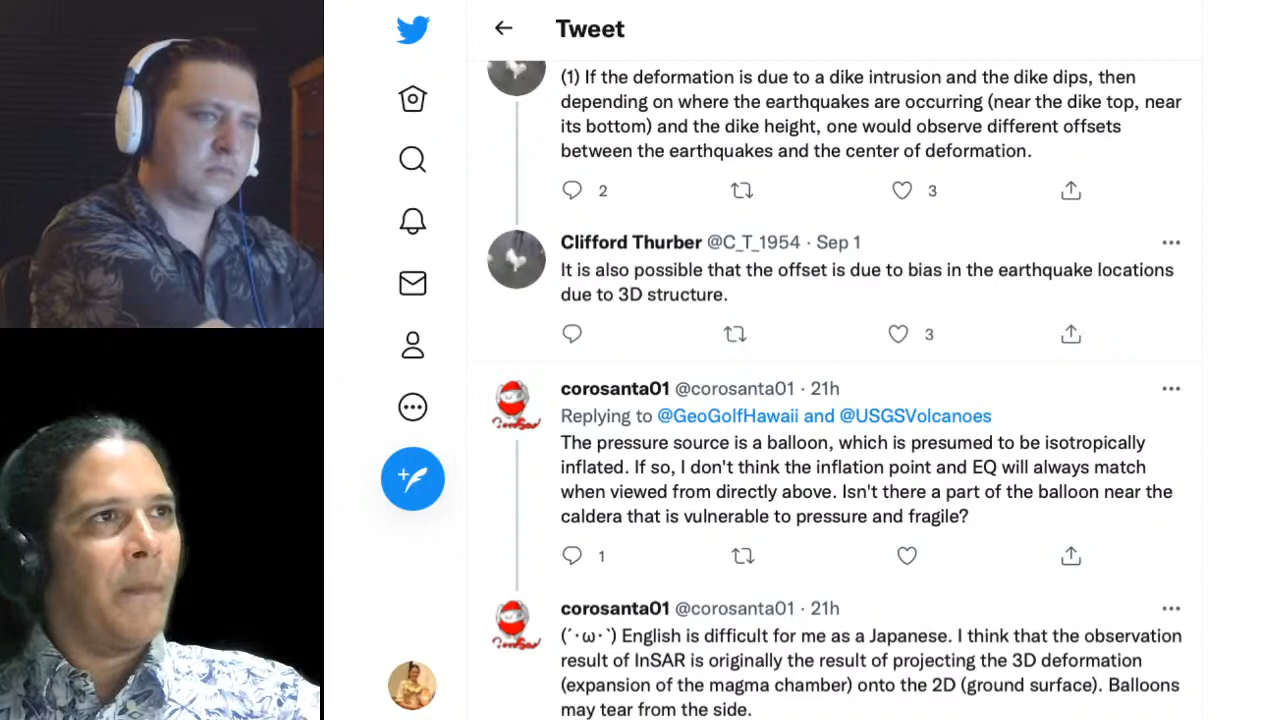 Tweet
(1) If the deformation is due to a dike intrusion and the dike dips, then
depending on where the earthquakes are occurring (near the dike top, near
its bottom) and the dike height, one would observe different offsets
between the earthquakes and the center of deformation.
2 3
Clifford Thurber @C_T_1954 · Sep 1
It is also possible that the offset is due to bias in the earthquake locations
due to 3D structure.
3
corosanta01 @corosanta01 · 21h
Replying to @GeoGolfHawaii and @USGSVolcanoes
The pressure source is a balloon, which is presumed to be isotropically
inflated. If so, I don't think the inflation point and EQ will always match
when viewed from directly above. Isn't there a part of the balloon near the
caldera that is vulnerable to pressure and fragile?
1
corosanta01 @corosanta01 · 21h
(´･ω･`) English is difficult for me as a Japanese. I think that the observation
result of InSAR is originally the result of projecting the 3D deformation
(expansion of the magma chamber) onto the 2D (ground surface). Balloons
may tear from the side.